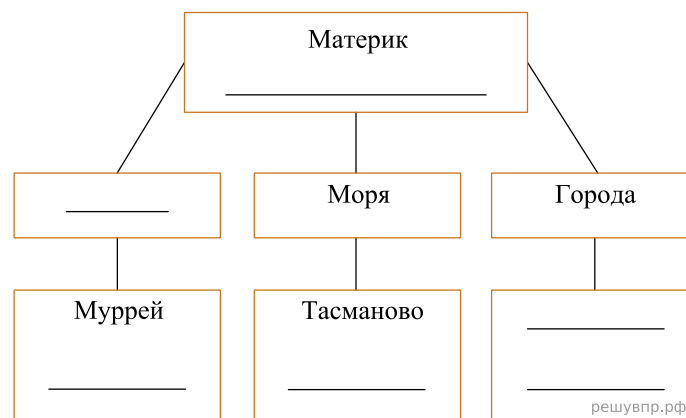 Материк
Моря
Города
Муррей
Тасманово
решувпр.рф